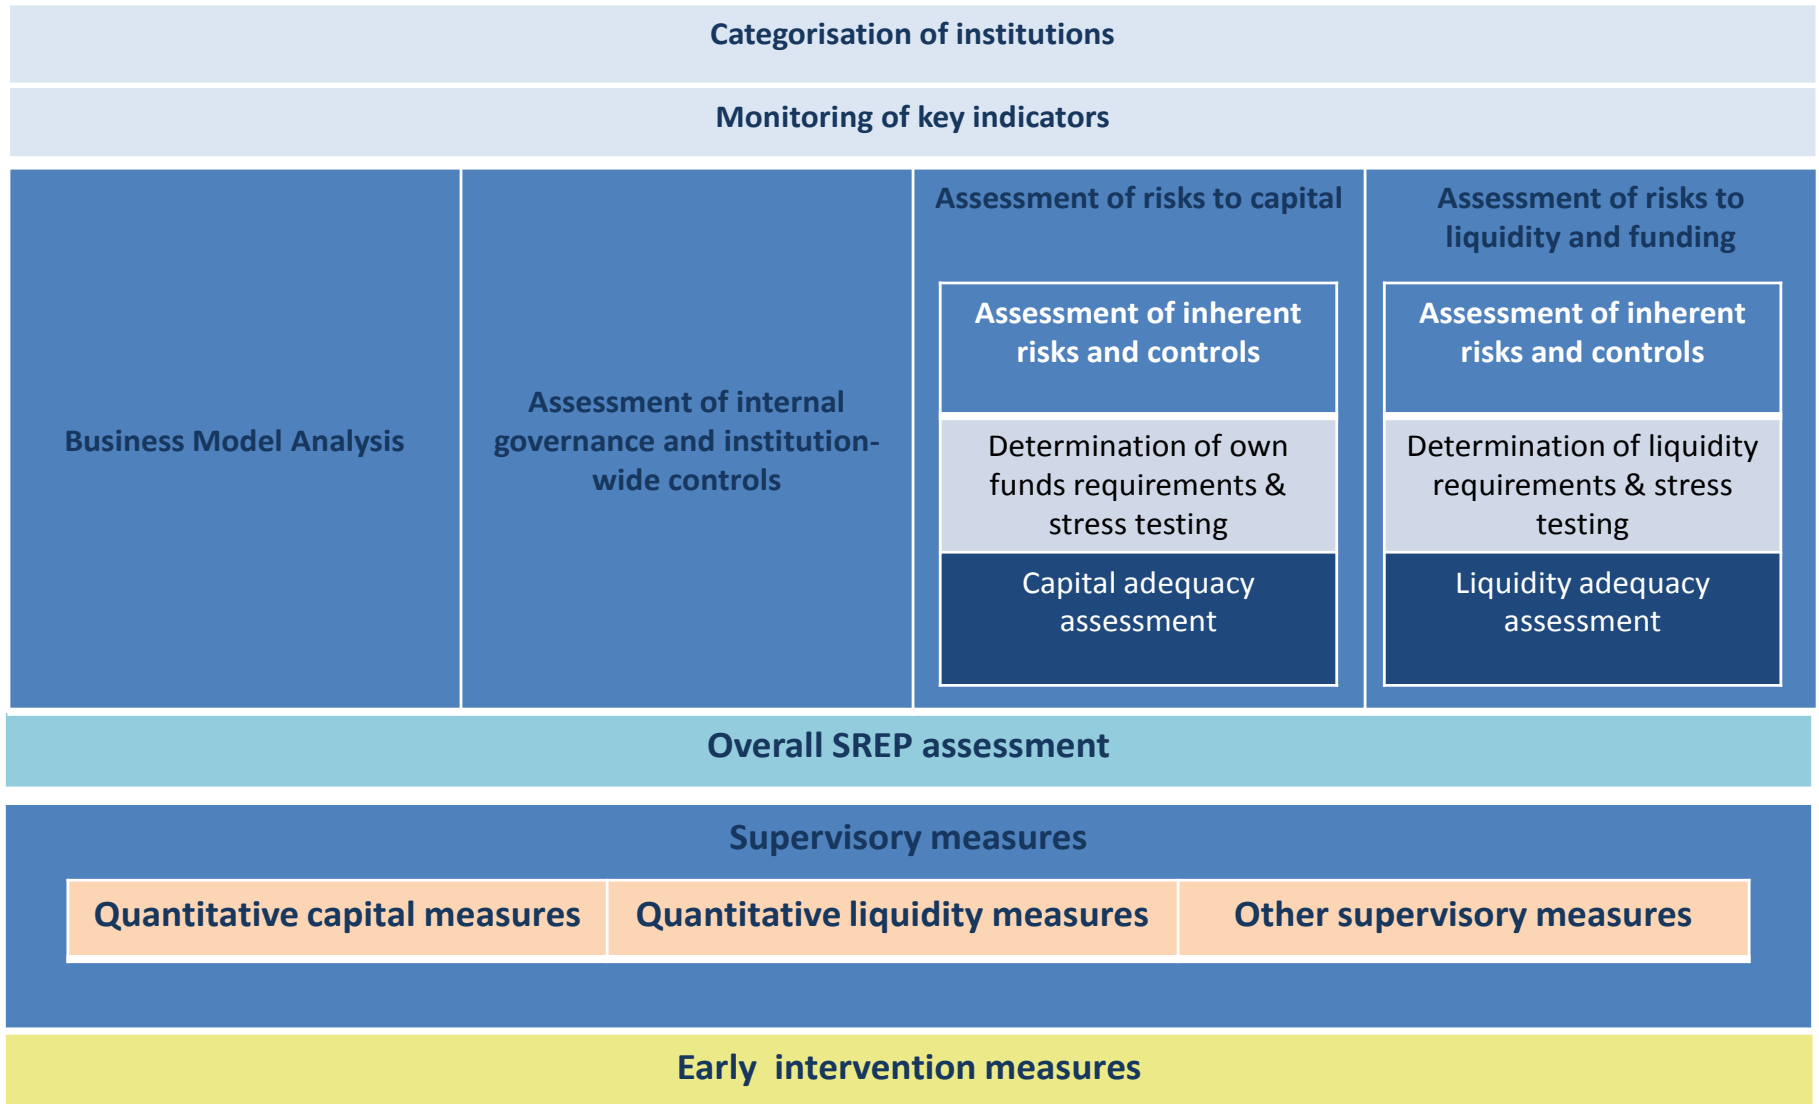 Categorisation of institutions
Monitoring of key indicators
Business Model Analysis
Assessment of internal
governance and institution-
wide controls
Assessment of risks to capital
Assessment of inherent
risks and controls
Determination of own
funds requirements &
stress testing
Capital adequacy
assessment
Assessment of risks to
liquidity and funding
Assessment of inherent
risks and controls
Determination of liquidity
requirements & stress
testing
Liquidity adequacy
assessment
Overall SREP assessment
Supervisory measures
Quantitative capital measures
Quantitative liquidity measures
Other supervisory measures
Early  intervention measures